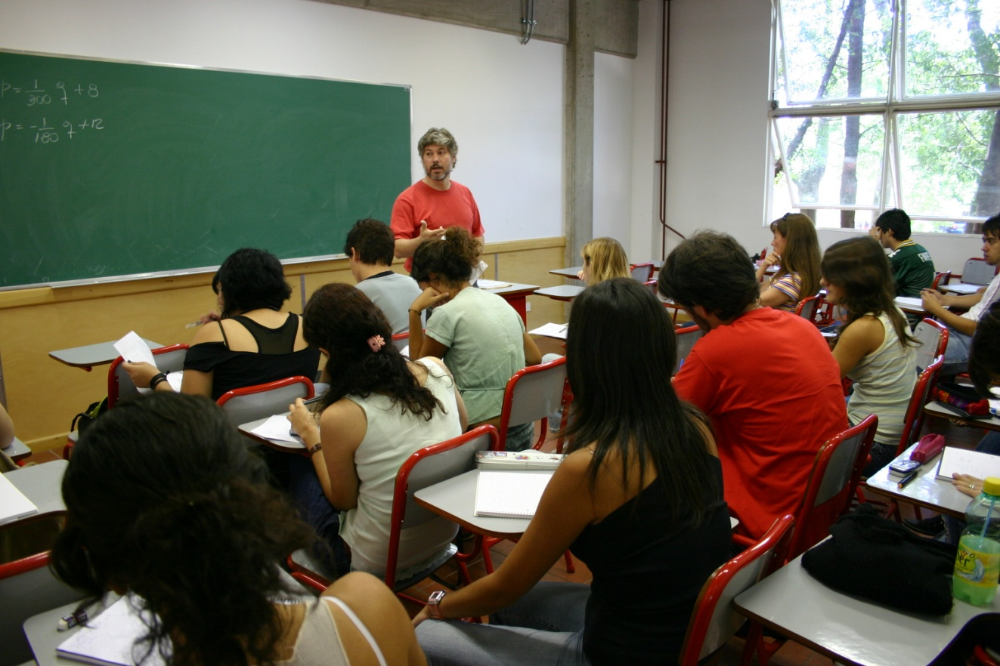 p = 1/300 q + 8
p = -1/180 q + 12